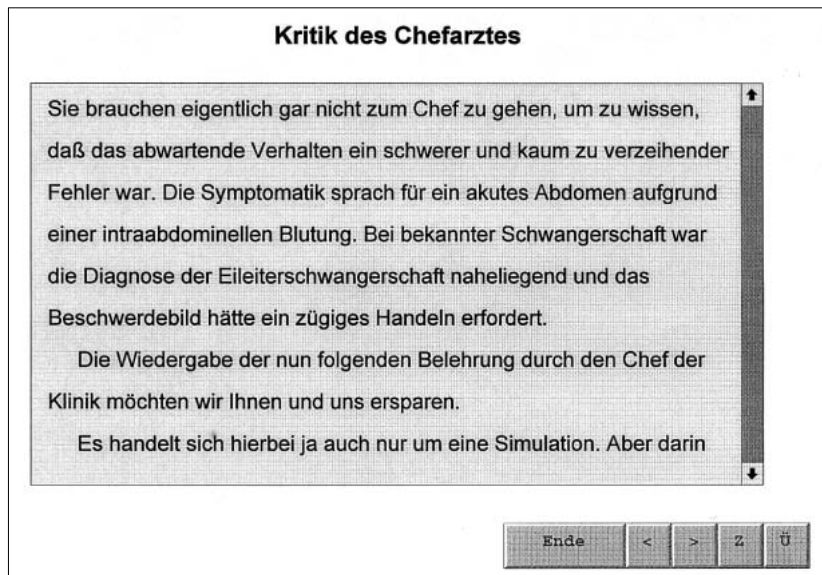 Kritik des Chefarztes
Sie brauchen eigentlich gar nicht zum Chef zu gehen, um zu wissen,
daß das abwartende Verhalten ein schwerer und kaum zu verzeihender
Fehler war. Die Symptomatik sprach für ein akutes Abdomen aufgrund
einer intraabdominellen Blutung. Bei bekannter Schwangerschaft war
die Diagnose der Eileiterschwangerschaft naheliegend und das
Beschwerdebild hätte ein zügiges Handeln erfordert.
Die Wiedergabe der nun folgenden Belehrung durch den Chef der
Klinik möchten wir Ihnen und uns ersparen.
Es handelt sich hierbei ja auch nur um eine Simulation. Aber darin
Ende < > Z Ü